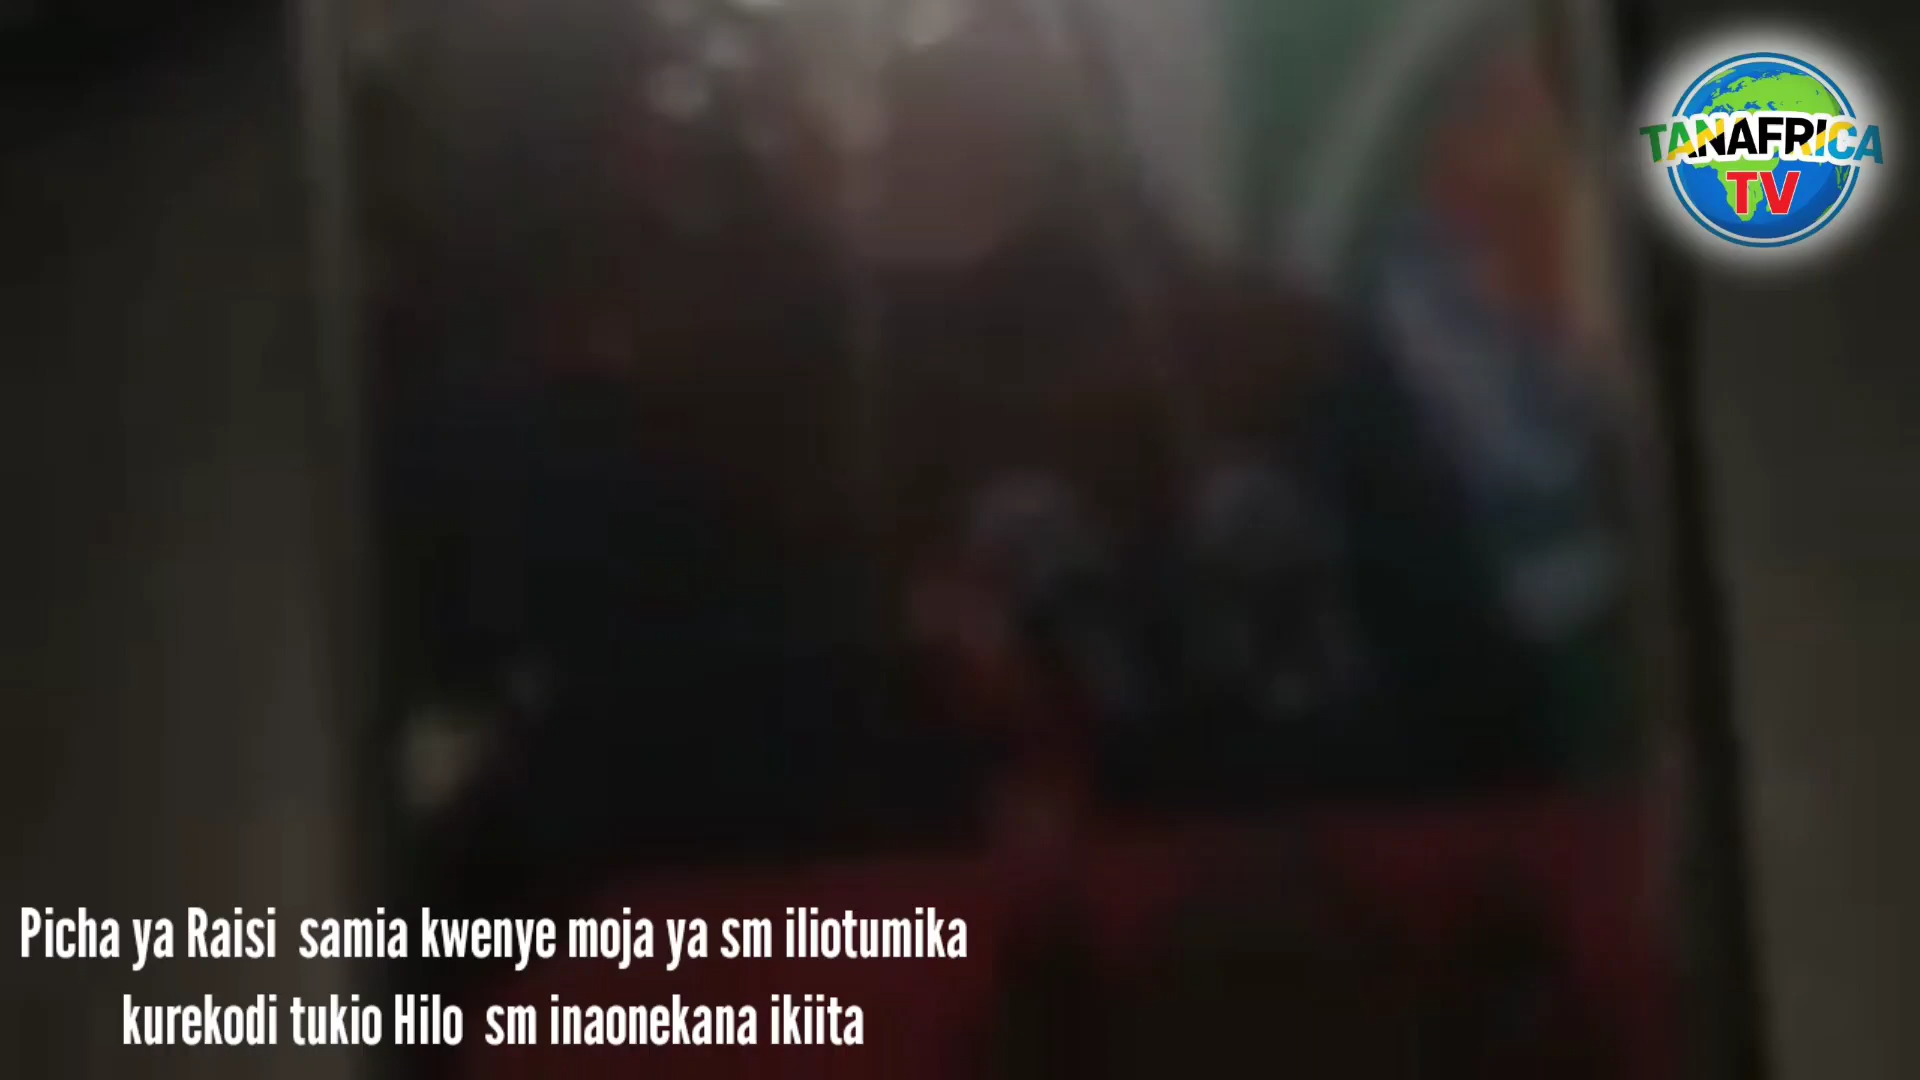 TANAFRICA
TV
Picha ya Raisi samia kwenye moja ya sm iliotumika
kurekodi tukio Hilo sm inaonekana ikiita